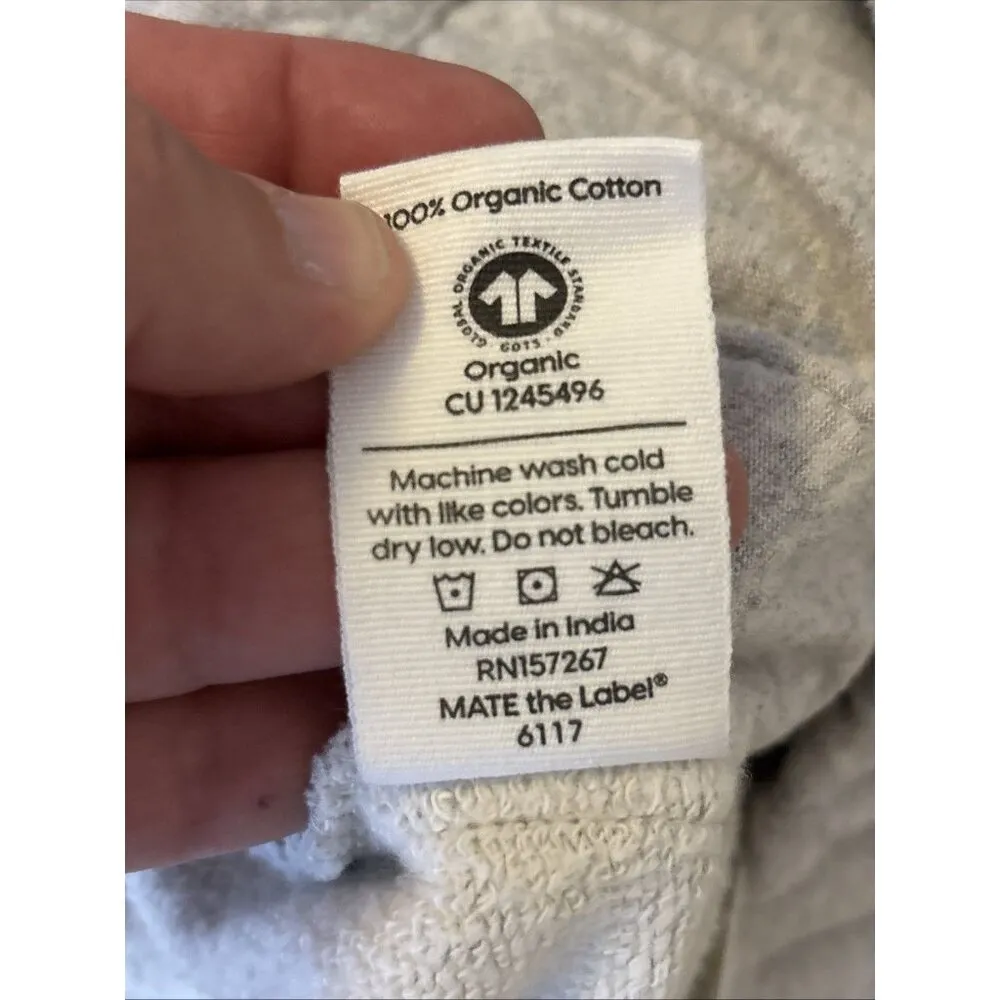 100% Organic Cotton
GLOBAL ORGANIC TEXTILE STANDARD · GOTS ·
Organic
CU 1245496
Machine wash cold
with like colors. Tumble
dry low. Do not bleach.
Made in India
RN157267
MATE the Label®
6117